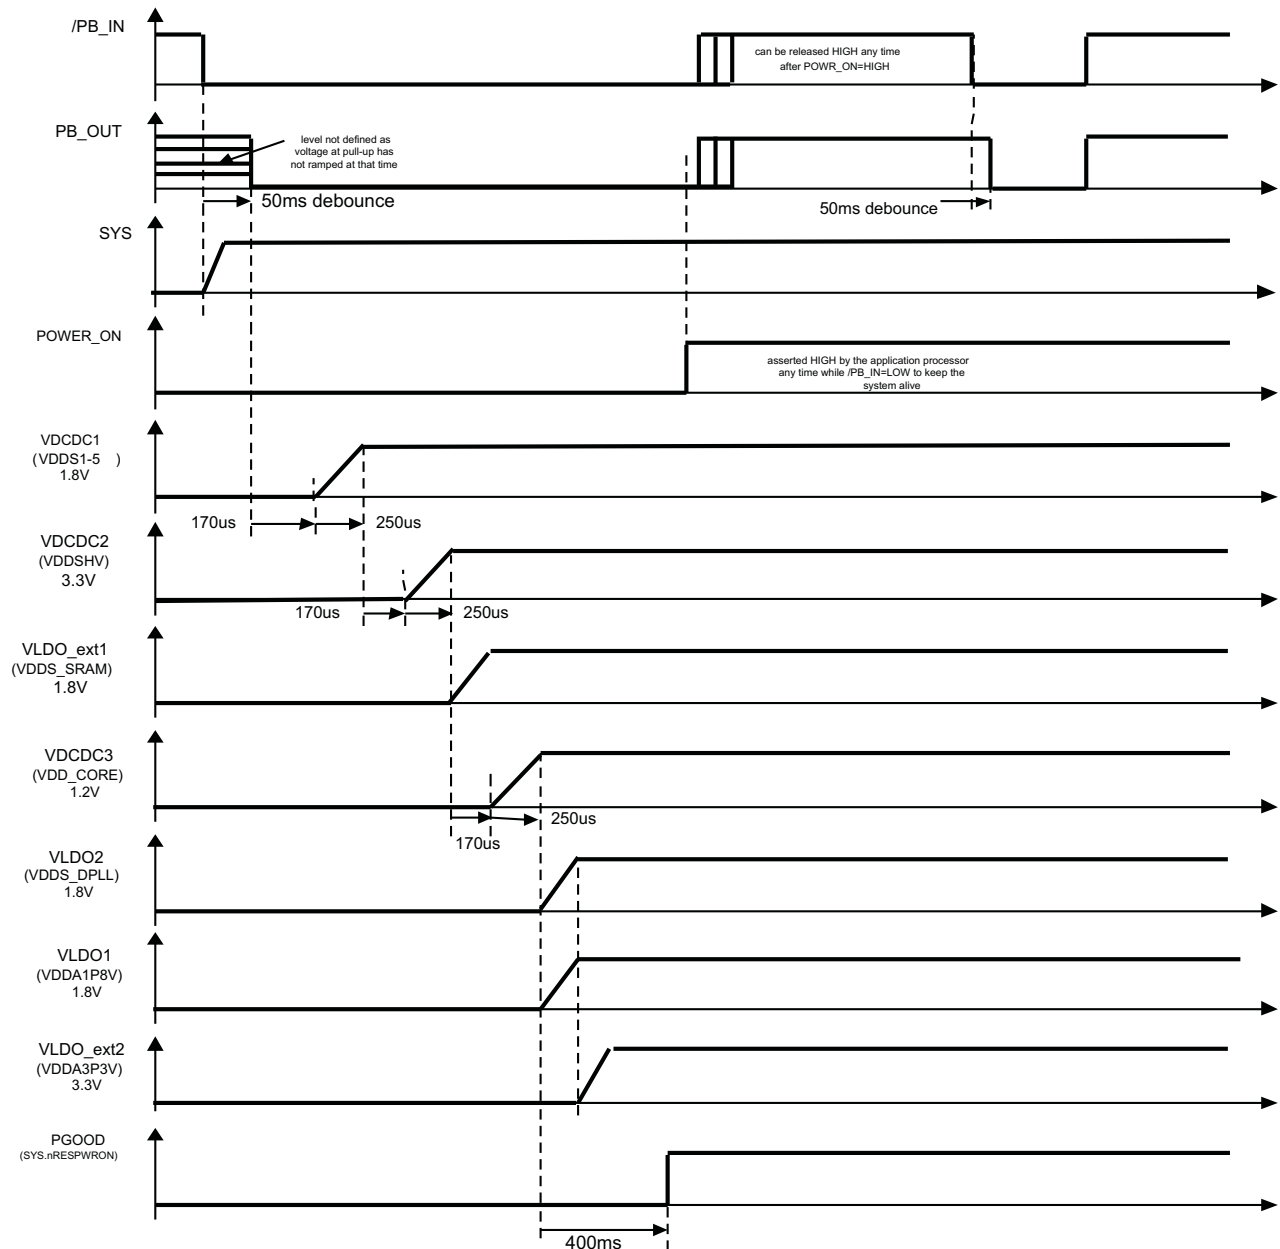 /PB_IN
can be released HIGH any time
after POWR_ON=HIGH
PB_OUT
level not defined as
voltage at pull-up has
not ramped at that time
50ms debounce
50ms debounce
SYS
POWER_ON
asserted HIGH by the application processor
any time while /PB_IN=LOW to keep the
system alive
VDCDC1
(VDDS1-5 )
1.8V
170us
250us
VDCDC2
(VDDSHV)
3.3V
170us
250us
VLDO_ext1
(VDDS_SRAM)
1.8V
VDCDC3
(VDD_CORE)
1.2V
250us
170us
VLDO2
(VDDS_DPLL)
1.8V
VLDO1
(VDDA1P8V)
1.8V
VLDO_ext2
(VDDA3P3V)
3.3V
PGOOD
(SYS.nRESPWRON)
400ms